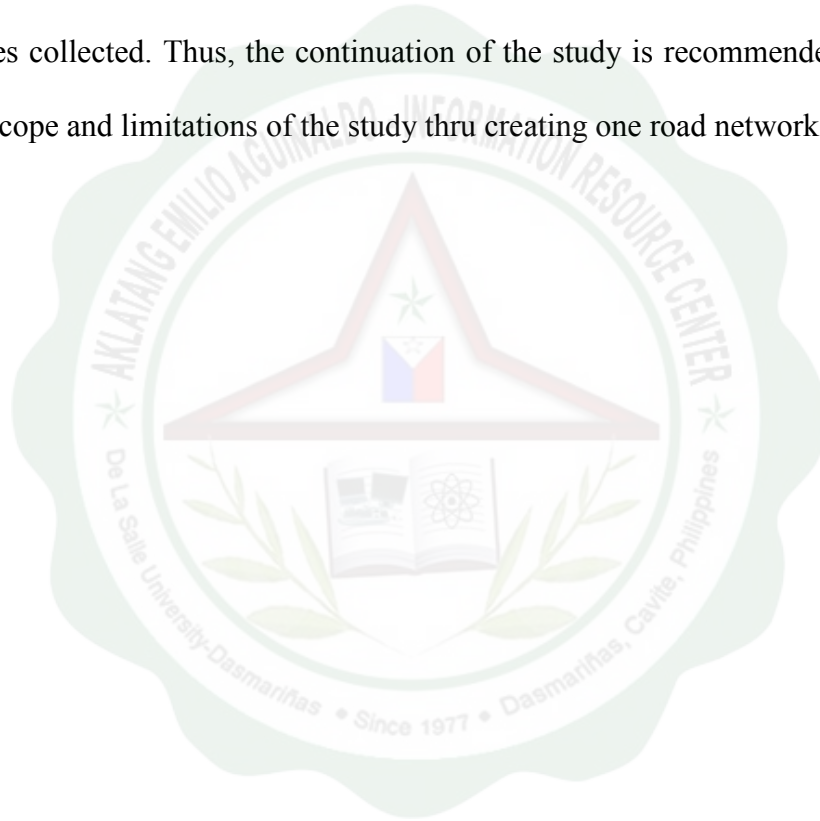 es collected. Thus, the continuation of the study is recommende
cope and limitations of the study thru creating one road network
AKLATANG EMILIO AGUINALDO - INFORMATION RESOURCE CENTER
De La Salle University-Dasmariñas • Since 1977 • Dasmariñas, Cavite, Philippines